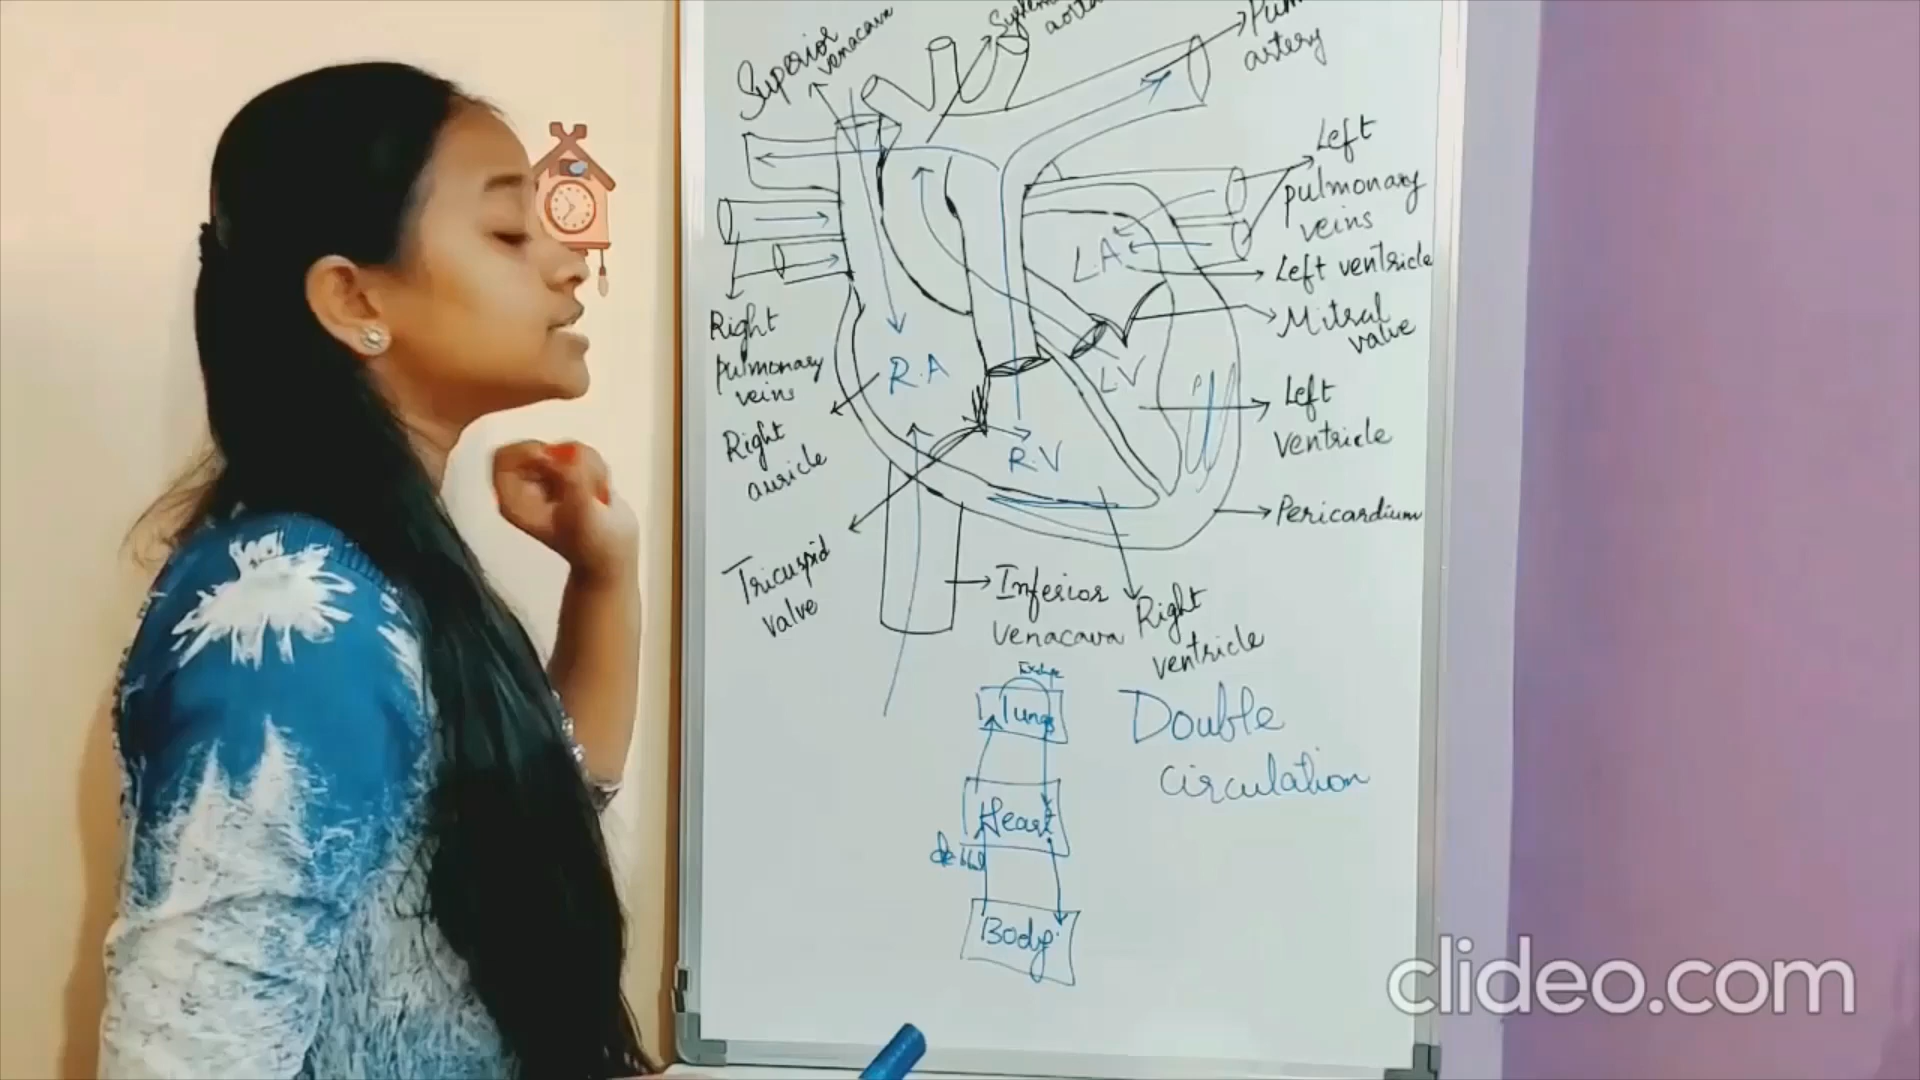 Superior
venacava
aorta
artery
Left
pulmonary
veins
Left ventricle
Mitral
valve
Left
ventricle
Pericardium
Right
pulmonary
veins
Right
auricle
Tricuspid
valve
L.A
R.A
LV
R.V
Inferior
venacava
Right
ventricle
Lungs
Heart
Body
Double
circulation
clideo.com